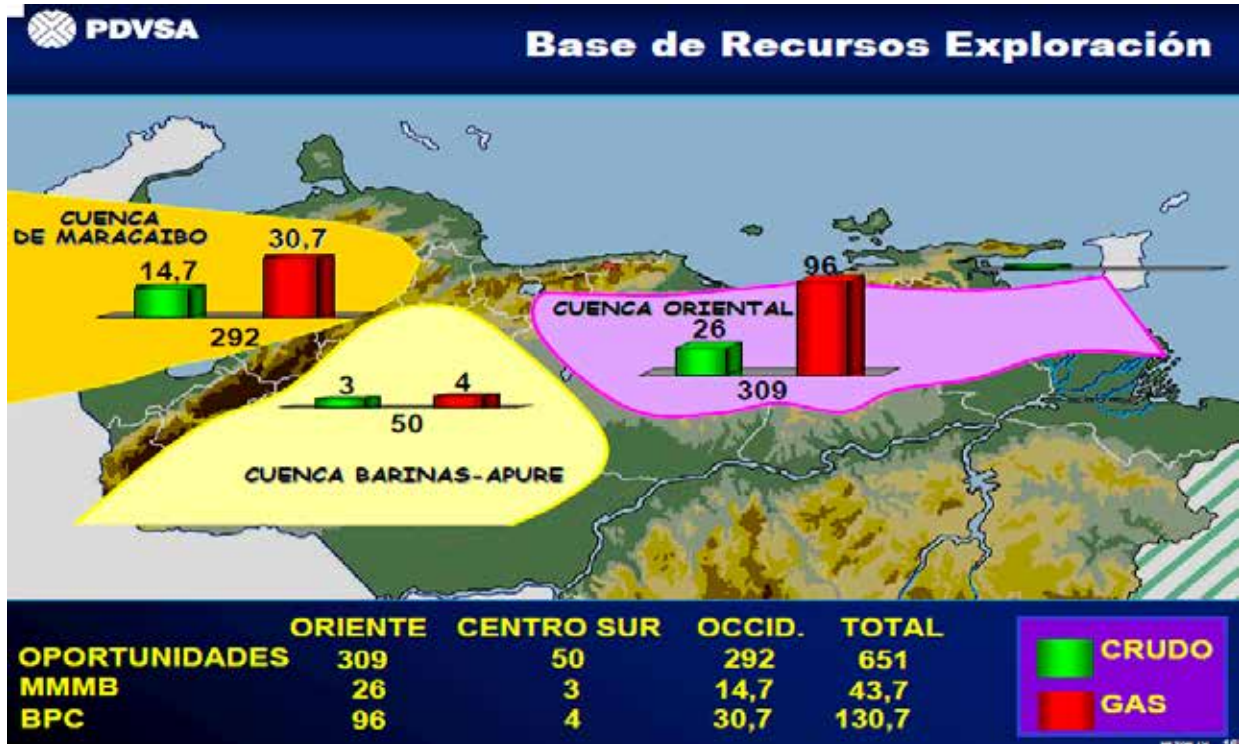 PDVSA
Base de Recursos Exploración
CUENCA
DE MARACAIBO
14,7
30,7
292
CUENCA ORIENTAL
26
96
309
3
4
50
CUENCA BARINAS-APURE
ORIENTE CENTRO SUR OCCID. TOTAL
OPORTUNIDADES 309 50 292 651
MMMB 26 3 14,7 43,7
BPC 96 4 30,7 130,7
CRUDO
GAS